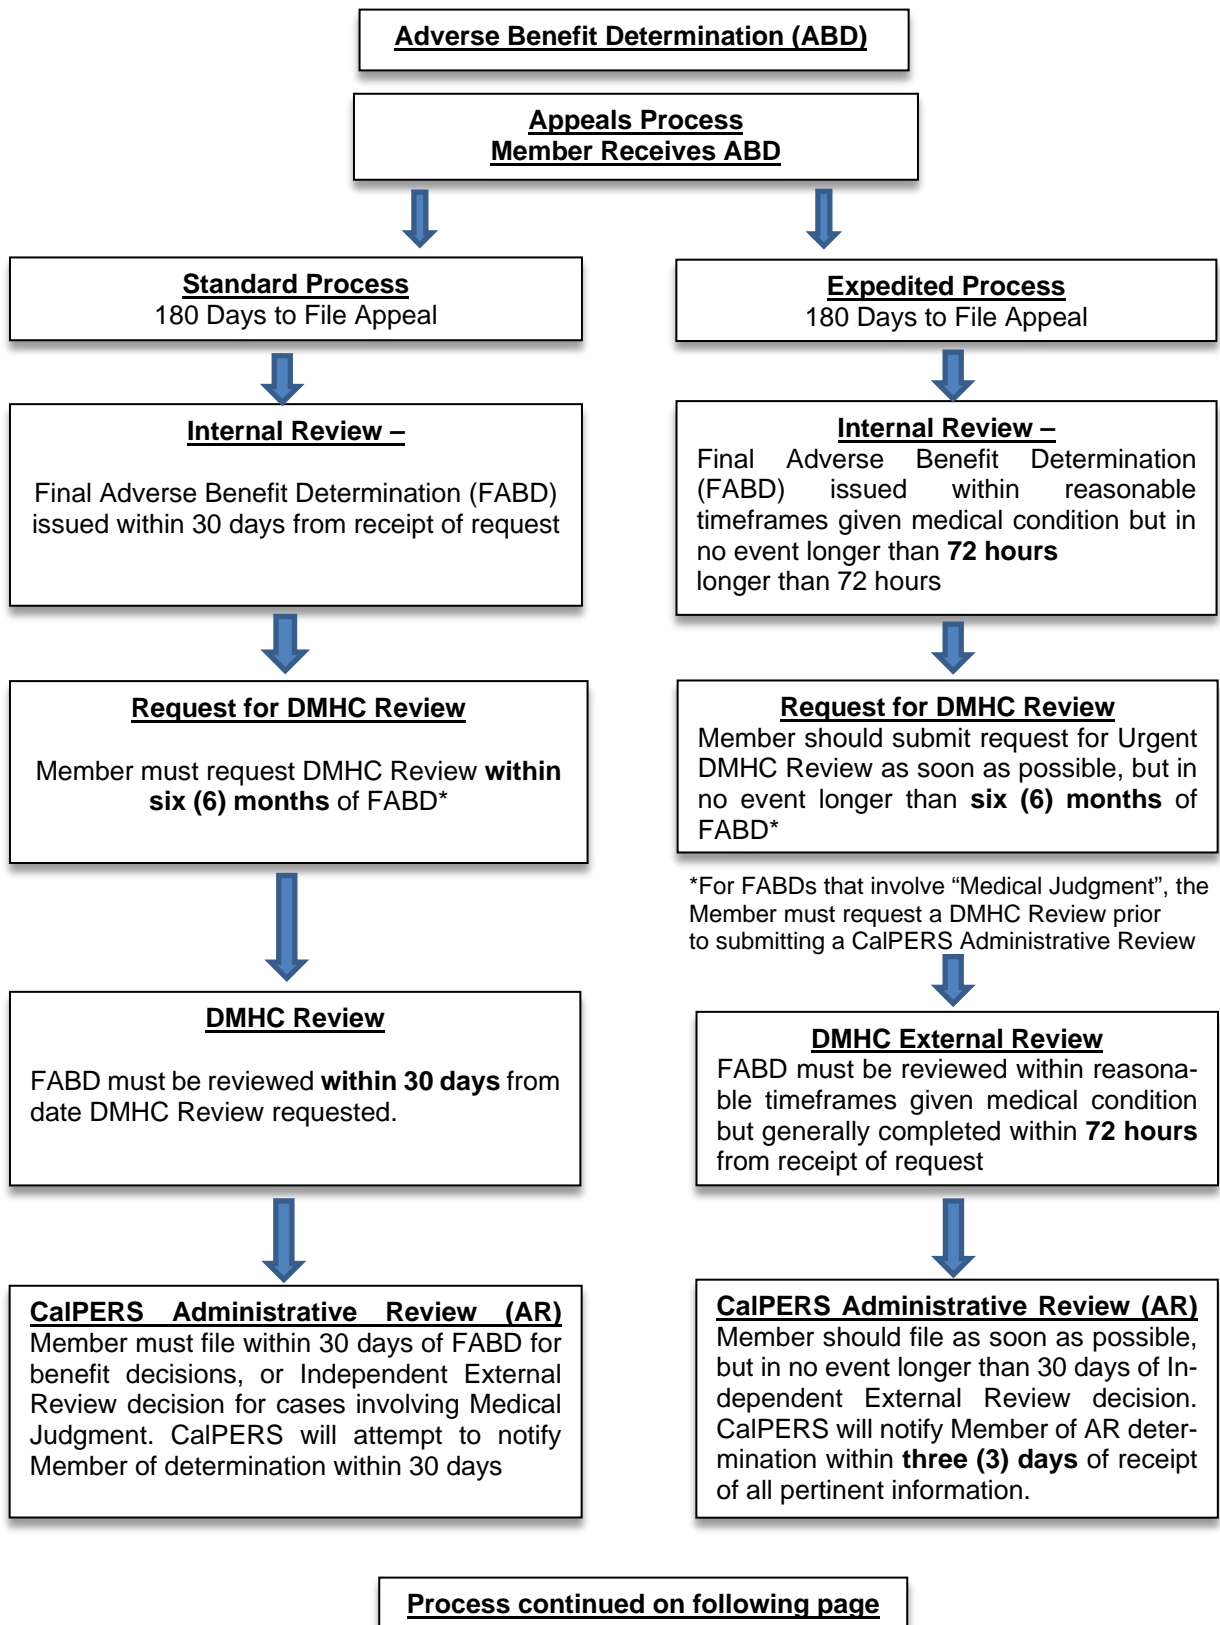 Adverse Benefit Determination (ABD)
Appeals Process
Member Receives ABD
Standard Process
180 Days to File Appeal
Internal Review –
Final Adverse Benefit Determination (FABD)
issued within 30 days from receipt of request
Request for DMHC Review
Member must request DMHC Review within
six (6) months of FABD*
DMHC Review
FABD must be reviewed within 30 days from
date DMHC Review requested.
CalPERS Administrative Review (AR)
Member must file within 30 days of FABD for
benefit decisions, or Independent External
Review decision for cases involving Medical
Judgment. CalPERS will attempt to notify
Member of determination within 30 days
Expedited Process
180 Days to File Appeal
Internal Review –
Final Adverse Benefit Determination
(FABD) issued within reasonable
timeframes given medical condition but in
no event longer than 72 hours
longer than 72 hours
Request for DMHC Review
Member should submit request for Urgent
DMHC Review as soon as possible, but in
no event longer than six (6) months of
FABD*
*For FABDs that involve “Medical Judgment”, the
Member must request a DMHC Review prior
to submitting a CalPERS Administrative Review
DMHC External Review
FABD must be reviewed within reasona-
ble timeframes given medical condition
but generally completed within 72 hours
from receipt of request
CalPERS Administrative Review (AR)
Member should file as soon as possible,
but in no event longer than 30 days of In-
dependent External Review decision.
CalPERS will notify Member of AR deter-
mination within three (3) days of receipt
of all pertinent information.
Process continued on following page